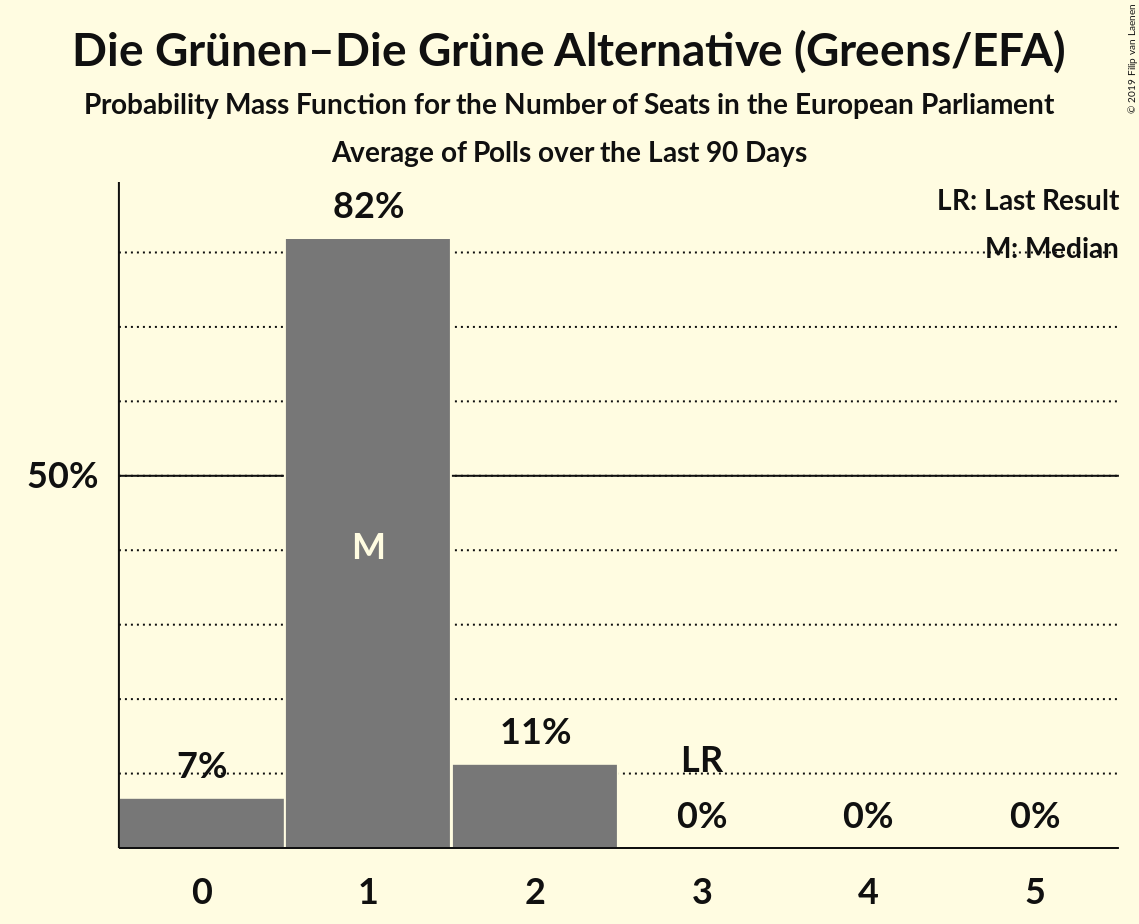 Die Grünen–Die Grüne Alternative (Greens/EFA)
Probability Mass Function for the Number of Seats in the European Parliament
Average of Polls over the Last 90 Days
© 2019 Filip van Laenen
LR: Last Result
M: Median
82%
50%
M
11%
7%
LR
0%
0%
0%
0
1
2
3
4
5